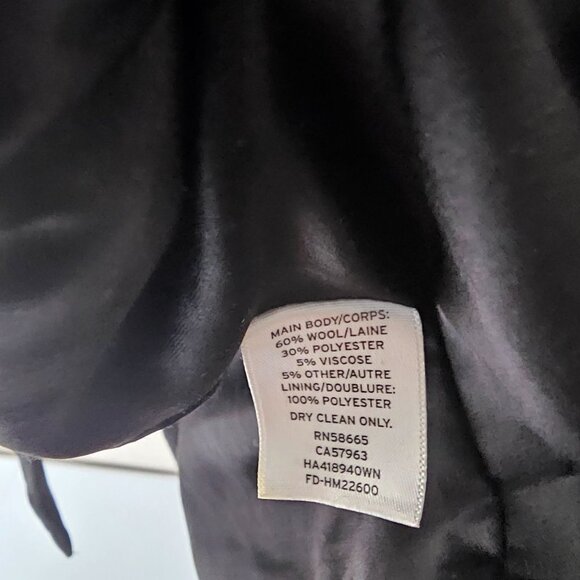 MAIN BODY/CORPS:
60% WOOL/LAINE
30% POLYESTER
5% VISCOSE
5% OTHER/AUTRE
LINING/DOUBLURE:
100% POLYESTER
DRY CLEAN ONLY.
RN58665
CA57963
HA418940WN
FD-HM22600